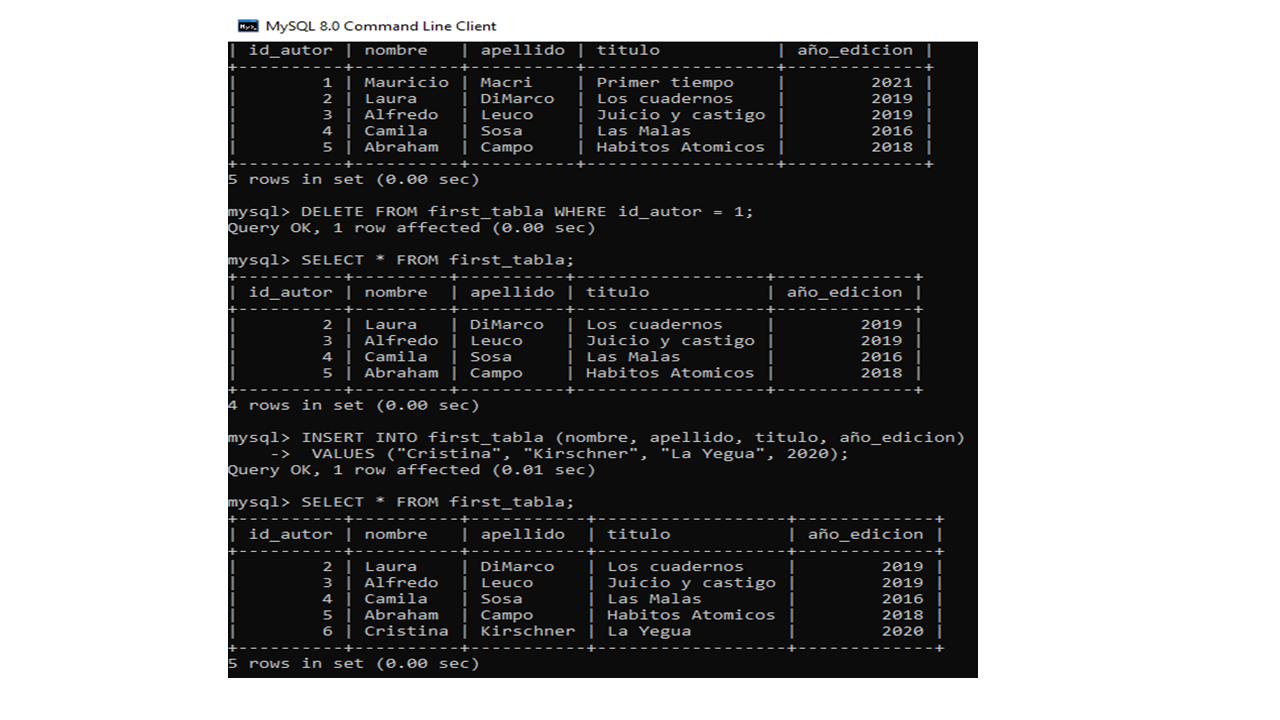 MySQL 8.0 Command Line Client
| id_autor | nombre   | apellido | titulo           | año_edicion |
+----------+----------+----------+------------------+-------------+
|        1 | Mauricio | Macri    | Primer tiempo    |        2021 |
|        2 | Laura    | DiMarco  | Los cuadernos    |        2019 |
|        3 | Alfredo  | Leuco    | Juicio y castigo |        2019 |
|        4 | Camila   | Sosa     | Las Malas        |        2016 |
|        5 | Abraham  | Campo    | Habitos Atomicos |        2018 |
+----------+----------+----------+------------------+-------------+
5 rows in set (0.00 sec)
mysql> DELETE FROM first_tabla WHERE id_autor = 1;
Query OK, 1 row affected (0.00 sec)
mysql> SELECT * FROM first_tabla;
+----------+---------+----------+------------------+-------------+
| id_autor | nombre  | apellido | titulo           | año_edicion |
+----------+---------+----------+------------------+-------------+
|        2 | Laura   | DiMarco  | Los cuadernos    |        2019 |
|        3 | Alfredo | Leuco    | Juicio y castigo |        2019 |
|        4 | Camila  | Sosa     | Las Malas        |        2016 |
|        5 | Abraham | Campo    | Habitos Atomicos |        2018 |
+----------+---------+----------+------------------+-------------+
4 rows in set (0.00 sec)
mysql> INSERT INTO first_tabla (nombre, apellido, titulo, año_edicion)
    ->  VALUES ("Cristina", "Kirschner", "La Yegua", 2020);
Query OK, 1 row affected (0.01 sec)
mysql> SELECT * FROM first_tabla;
+----------+----------+-----------+------------------+-------------+
| id_autor | nombre   | apellido  | titulo           | año_edicion |
+----------+----------+-----------+------------------+-------------+
|        2 | Laura    | DiMarco   | Los cuadernos    |        2019 |
|        3 | Alfredo  | Leuco     | Juicio y castigo |        2019 |
|        4 | Camila   | Sosa      | Las Malas        |        2016 |
|        5 | Abraham  | Campo     | Habitos Atomicos |        2018 |
|        6 | Cristina | Kirschner | La Yegua         |        2020 |
+----------+----------+-----------+------------------+-------------+
5 rows in set (0.00 sec)